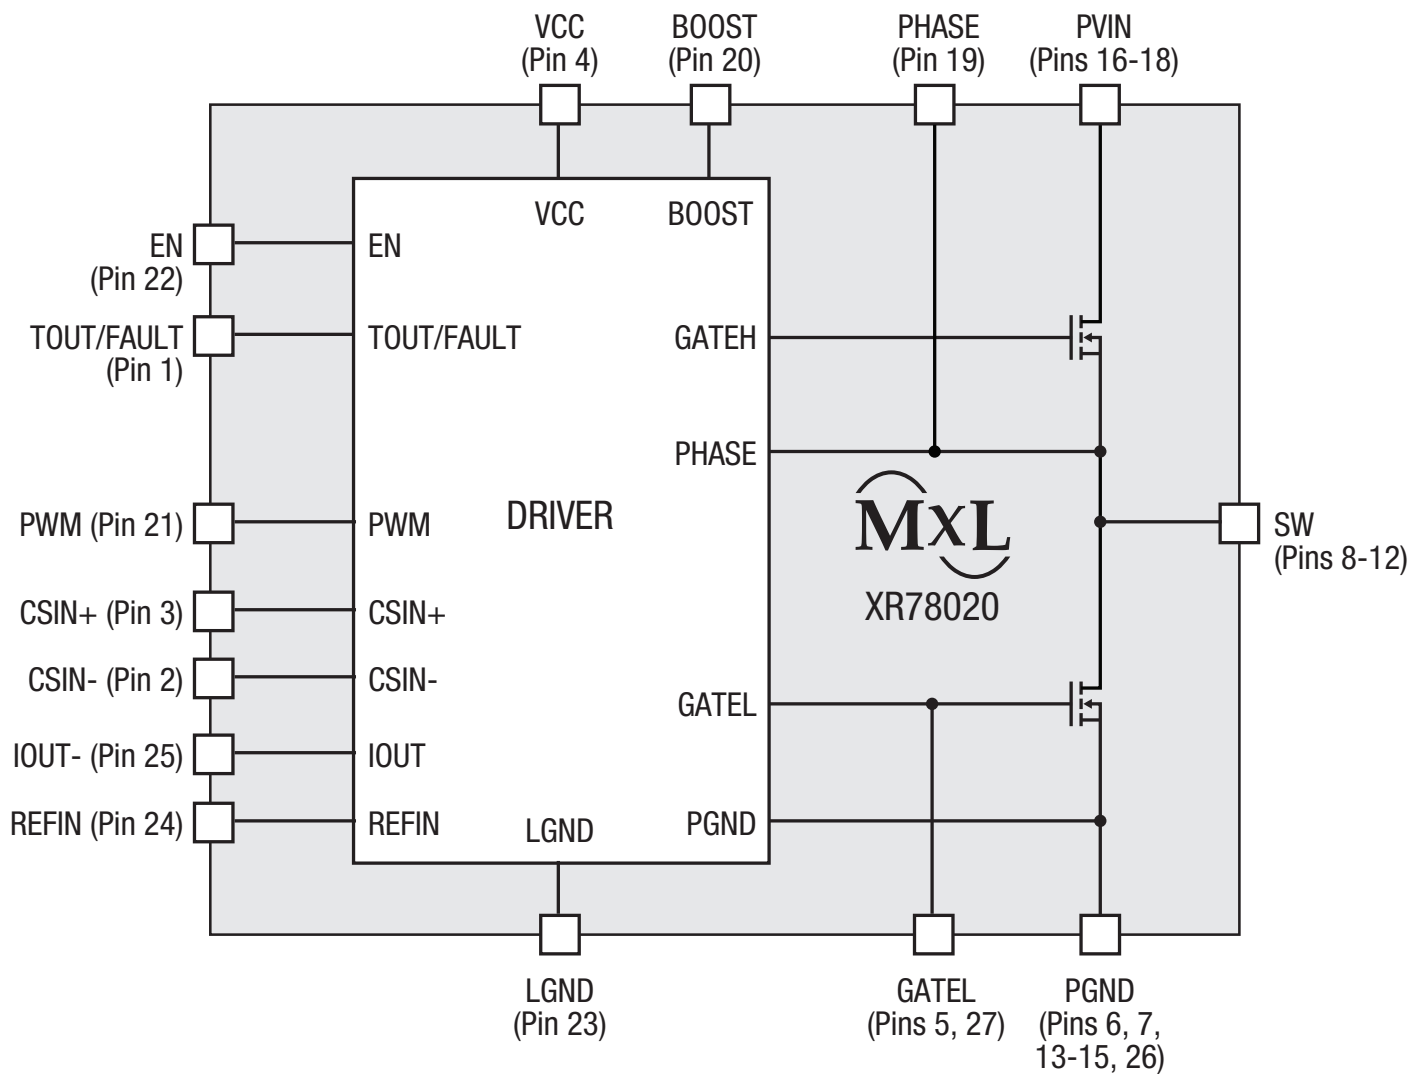 VCC
(Pin 4)
BOOST
(Pin 20)
PHASE
(Pin 19)
PVIN
(Pins 16-18)
VCC
BOOST
EN
(Pin 22)
EN
TOUT/FAULT
(Pin 1)
TOUT/FAULT
GATEH
PHASE
PWM (Pin 21)
PWM
DRIVER
MxL
XR78020
SW
(Pins 8-12)
CSIN+ (Pin 3)
CSIN+
CSIN- (Pin 2)
CSIN-
GATEL
IOUT- (Pin 25)
IOUT
REFIN (Pin 24)
REFIN
LGND
PGND
LGND
(Pin 23)
GATEL
(Pins 5, 27)
PGND
(Pins 6, 7,
13-15, 26)